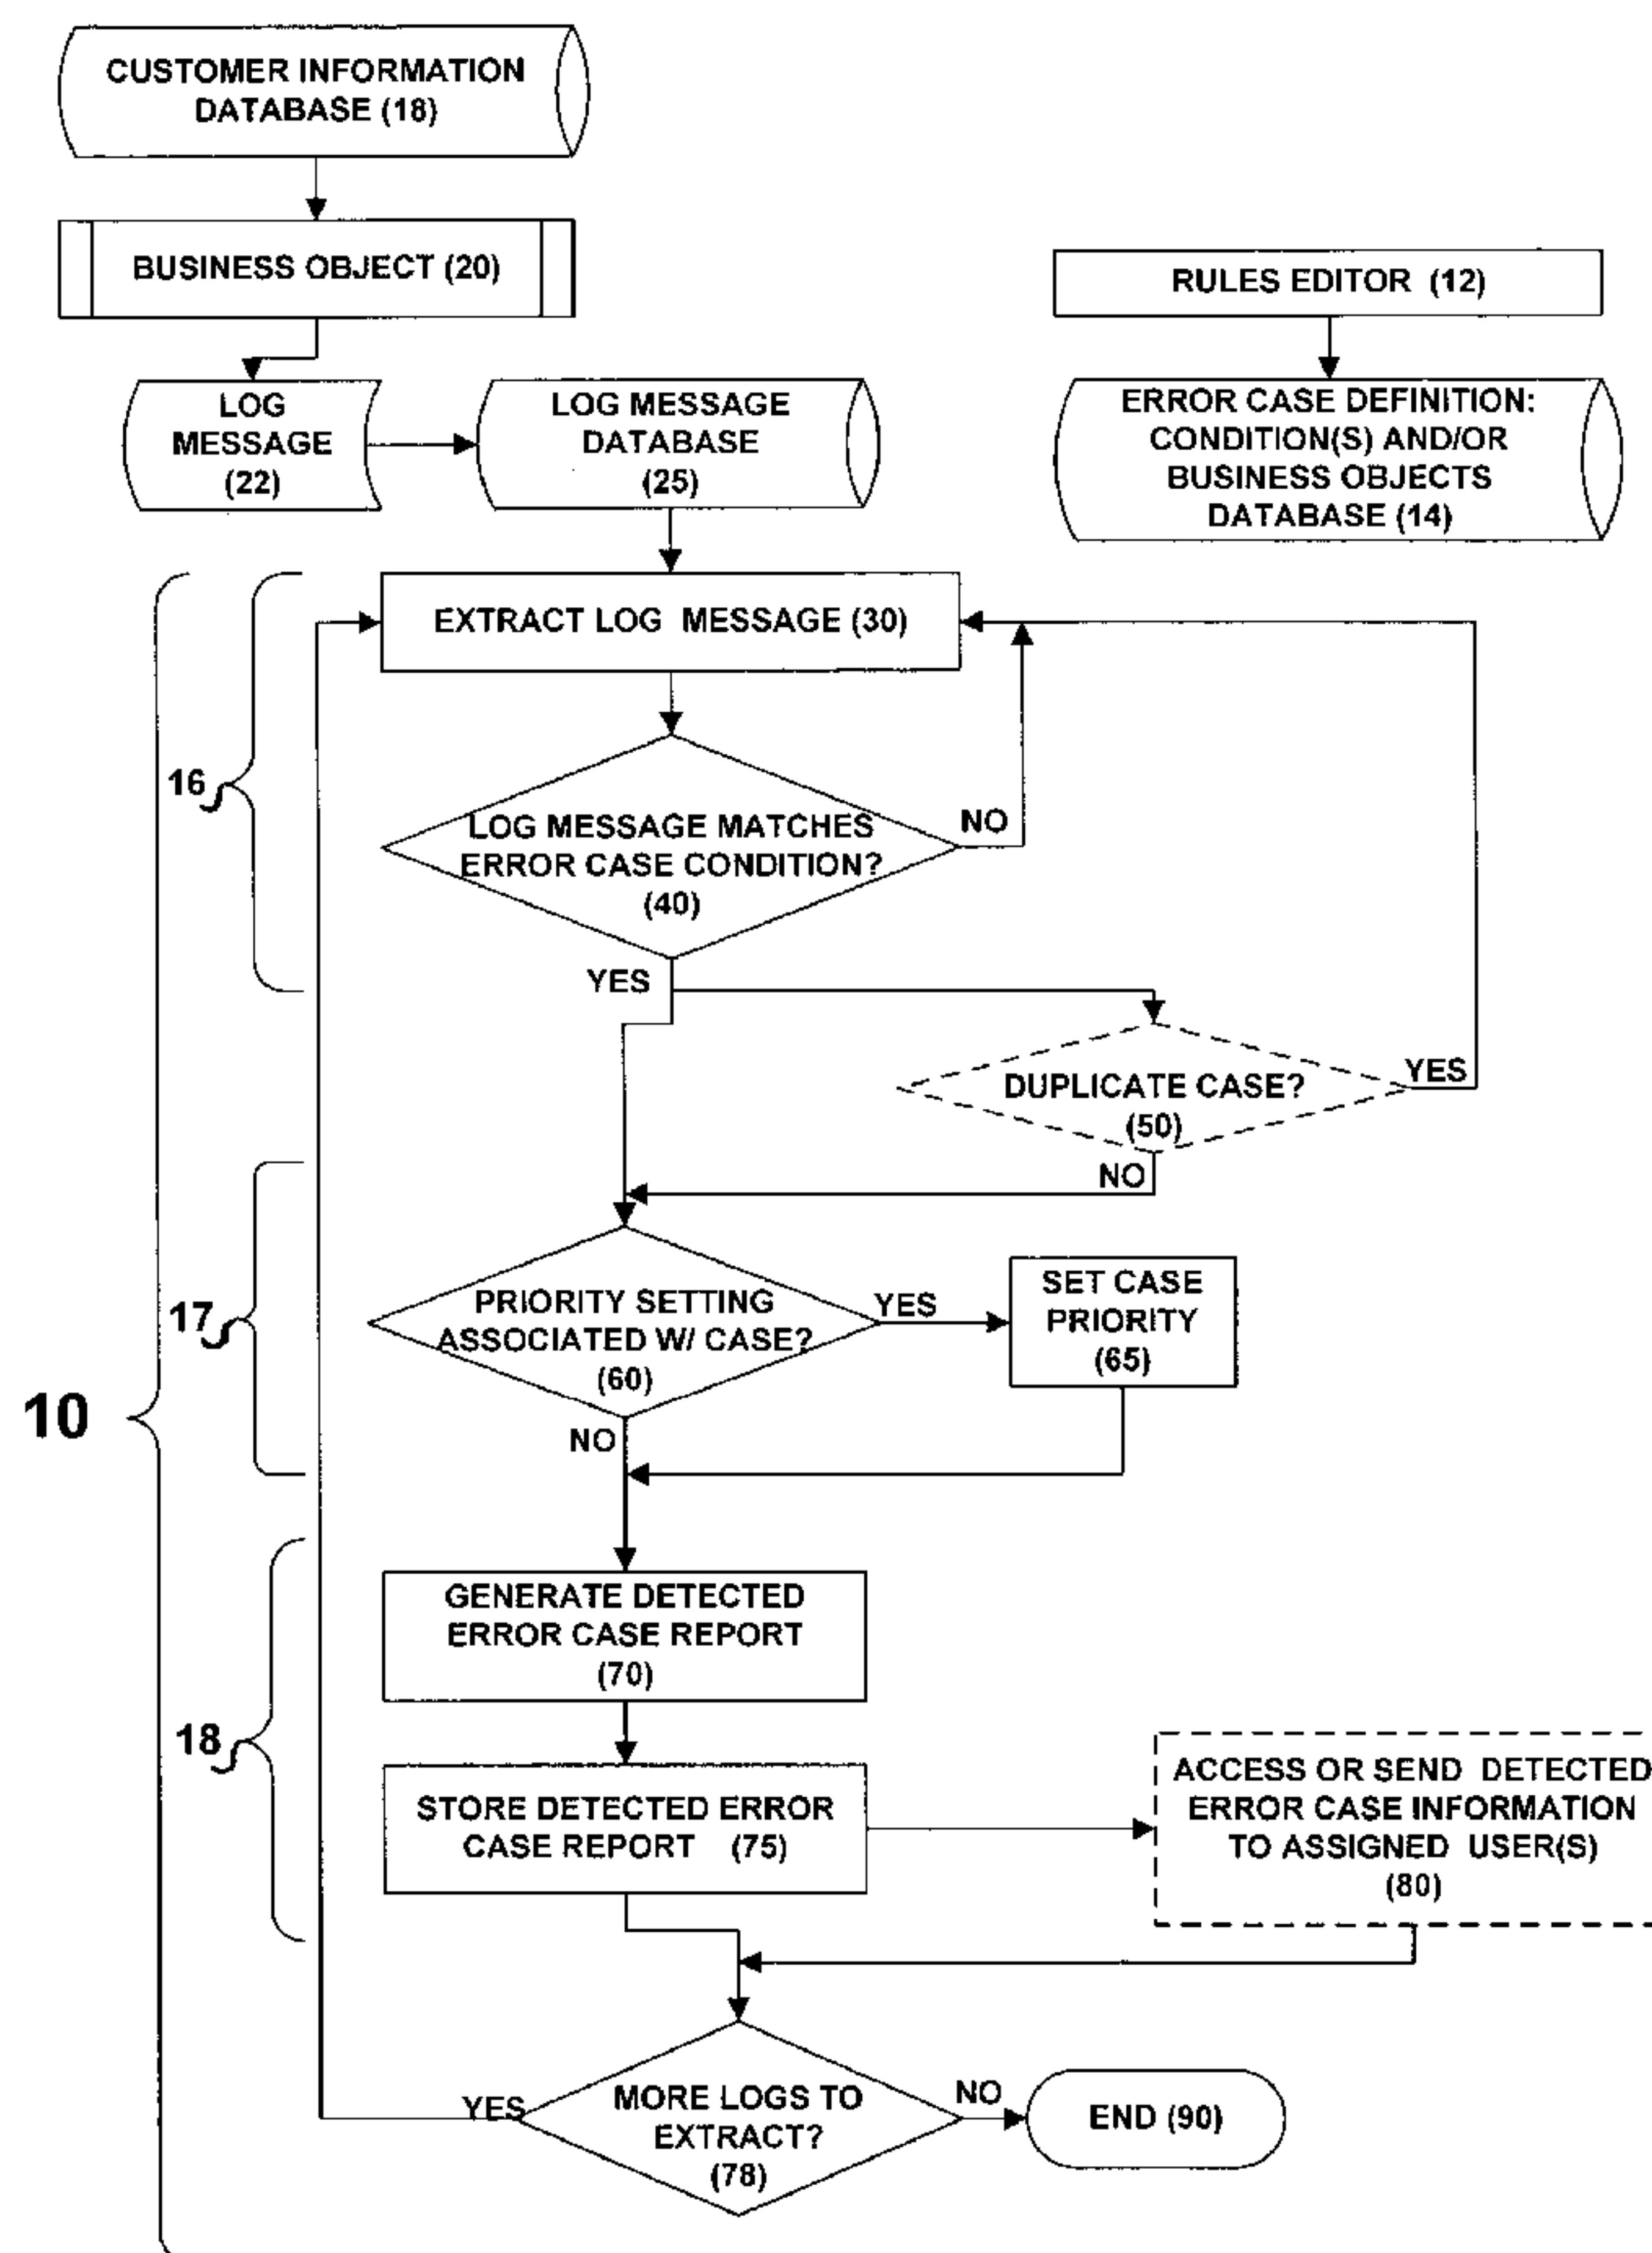 CUSTOMER INFORMATION
DATABASE (18)
BUSINESS OBJECT (20)
RULES EDITOR (12)
LOG
MESSAGE
(22)
LOG MESSAGE
DATABASE
(25)
ERROR CASE DEFINITION:
CONDITION(S) AND/OR
BUSINESS OBJECTS
DATABASE (14)
EXTRACT LOG MESSAGE (30)
16
LOG MESSAGE MATCHES
ERROR CASE CONDITION?
(40)
NO
YES
DUPLICATE CASE?
(50)
YES
NO
17
PRIORITY SETTING
ASSOCIATED W/ CASE?
(60)
YES
SET CASE
PRIORITY
(65)
10
NO
GENERATE DETECTED
ERROR CASE REPORT
(70)
18
STORE DETECTED ERROR
CASE REPORT (75)
ACCESS OR SEND DETECTED
ERROR CASE INFORMATION
TO ASSIGNED USER(S)
(80)
YES
MORE LOGS TO
EXTRACT?
(78)
NO
END (90)